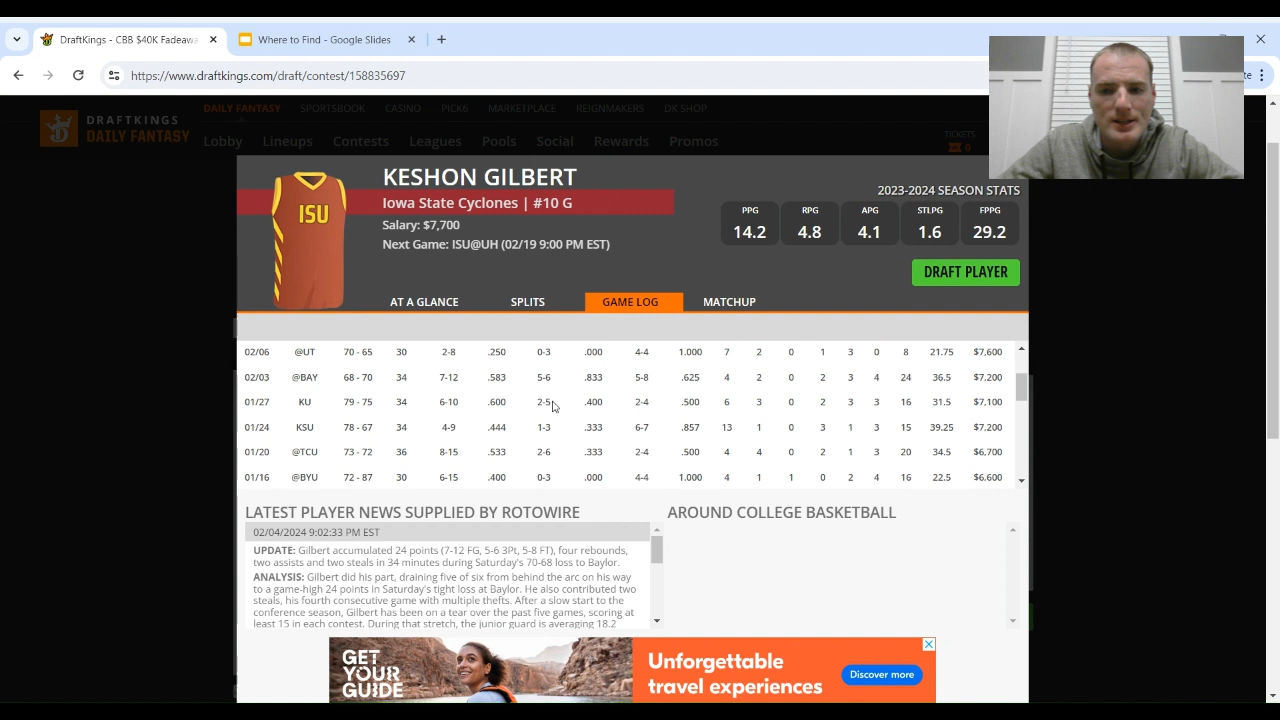 DraftKings - CBB $40K Fadeawa
Where to Find - Google Slides
https://www.draftkings.com/draft/contest/
DAILY FANTASY SPORTSBOOK CASINO PICK6 MARKETPLACE REIGNMAKERS DK SHOP
DRAFTKINGS
DAILY FANTASY
Lobby Lineups Contests Leagues Pools Social Rewards Promos
TICKETS
0
KESHON GILBERT
Iowa State Cyclones | #10 G
Salary: $7,700
Next Game: ISU@UH (02/19 9:00 PM EST)
ISU
2023-2024 SEASON STATS
PPG RPG APG STLPG FPPG
14.2 4.8 4.1 1.6 29.2
DRAFT PLAYER
AT A GLANCE SPLITS GAME LOG MATCHUP
02/06 @UT 70 - 65 30 2-8 .250 0-3 .000 4-4 1.000 7 2 0 1 3 0 8 21.75 $7,600
02/03 @BAY 68 - 70 34 7-12 .583 5-6 .833 5-8 .625 4 2 0 2 3 4 24 36.5 $7,200
01/27 KU 79 - 75 34 6-10 .600 2-5 .400 2-4 .500 6 3 0 2 3 3 16 31.5 $7,100
01/24 KSU 78 - 67 34 4-9 .444 1-3 .333 6-7 .857 13 1 0 3 1 3 15 39.25 $7,200
01/20 @TCU 73 - 72 36 8-15 .533 2-6 .333 2-4 .500 4 4 0 2 1 3 20 34.5 $6,700
01/16 @BYU 72 - 87 30 6-15 .400 0-3 .000 4-4 1.000 4 1 1 0 2 4 16 22.5 $6,600
LATEST PLAYER NEWS SUPPLIED BY ROTOWIRE
02/04/2024 9:02:33 PM EST
UPDATE: Gilbert accumulated 24 points (7-12 FG, 5-6 3Pt, 5-8 FT), four rebounds,
two assists and two steals in 34 minutes during Saturday's 70-68 loss to Baylor.
ANALYSIS: Gilbert did his part, draining five of six from behind the arc on his way
to a game-high 24 points in Saturday's tight loss at Baylor. He also contributed two
steals, his fourth consecutive game with multiple thefts. After a slow start to the
conference season, Gilbert has been on a tear over the past five games, scoring at
least 15 in each contest. During that stretch, the junior guard is averaging 18.2
AROUND COLLEGE BASKETBALL
GET
YOUR
GUIDE
Unforgettable
travel experiences
Discover more